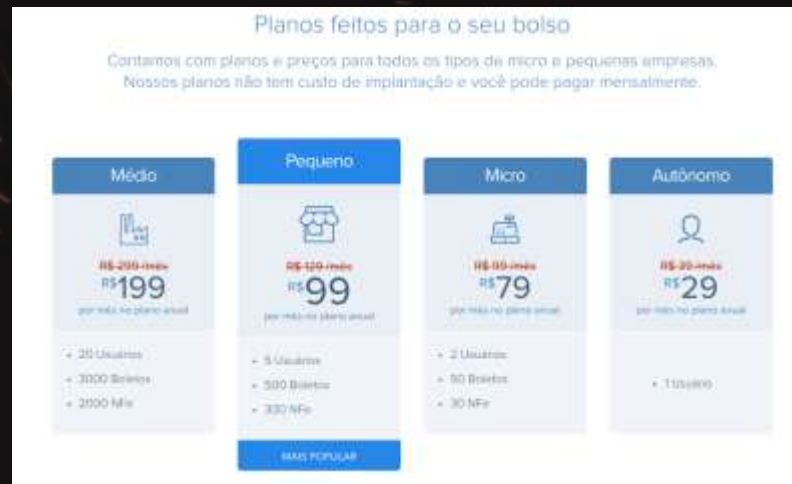 Planos feitos para o seu bolso
Contamos com planos e preços para todos os tipos de micro e pequenas empresas.
Nossos planos não tem custo de implantação e você pode pagar mensalmente.
Médio
R$ 299 /mês
R$199
por mês no plano anual
• 20 Usuários
• 3000 Boletos
• 2000 NFe
Pequeno
R$ 129 /mês
R$99
por mês no plano anual
• 5 Usuários
• 500 Boletos
• 300 NFe
MAIS POPULAR
Micro
R$ 99 /mês
R$79
por mês no plano anual
• 2 Usuários
• 50 Boletos
• 30 NFe
Autônomo
R$ 39 /mês
R$29
por mês no plano anual
• 1 Usuário